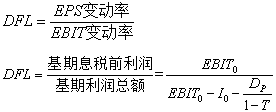 DFL = EPS变动率 / EBIT变动率
DFL = 基期息税前利润 / 基期利润总额 = EBIT₀ / (EBIT₀ - I₀ - D_P / (1 - T))